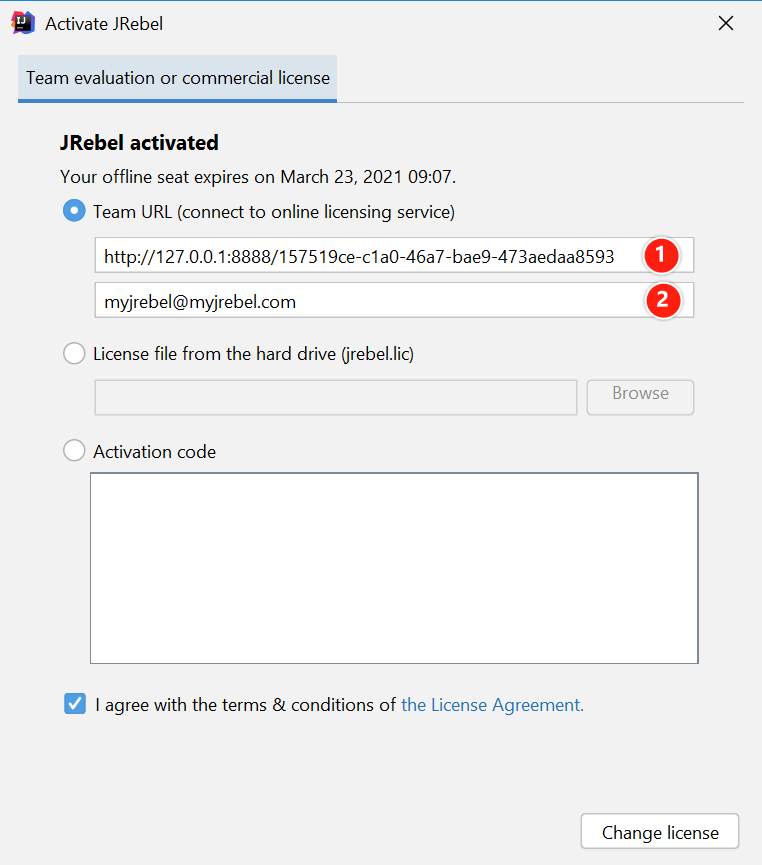 Activate JRebel
Team evaluation or commercial license
JRebel activated
Your offline seat expires on March 23, 2021 09:07.
Team URL (connect to online licensing service)
http://127.0.0.1:8888/157519ce-c1a0-46a7-bae9-473aedaa8593 1
myjrebel@myjrebel.com 2
License file from the hard drive (jrebel.lic)
Browse
Activation code
I agree with the terms & conditions of the License Agreement.
Change license